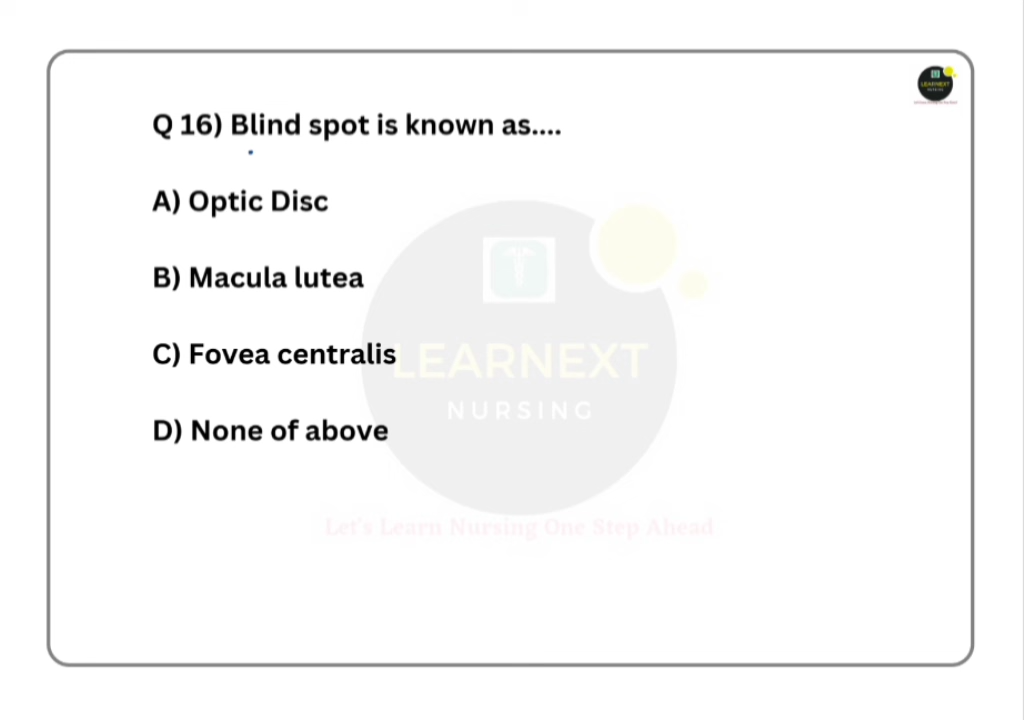 LEARNEXT
Q 16) Blind spot is known as....
A) Optic Disc
B) Macula lutea
C) Fovea centralis
LEARNEXT
NURSING
D) None of above
Let's Learn Nursing One Step Ahead